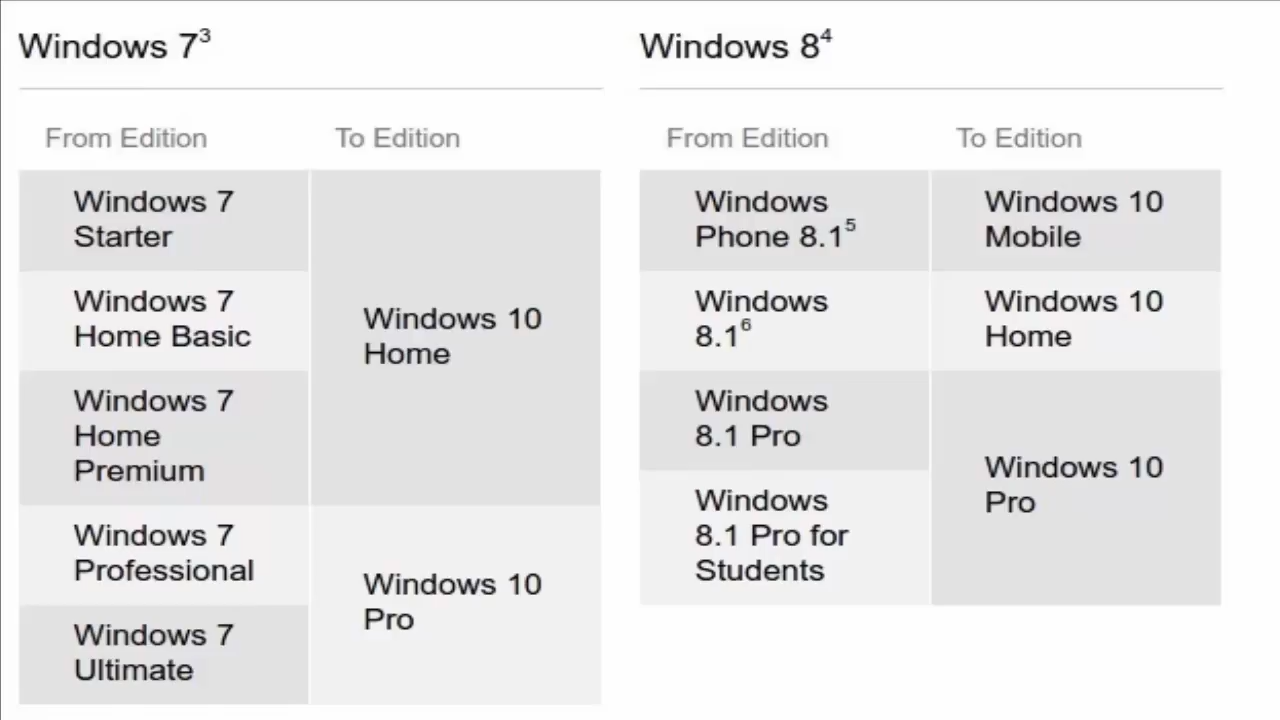 Windows 7³
From Edition
To Edition
Windows 7
Starter
Windows 7
Home Basic
Windows 7
Home
Premium
Windows 10
Home
Windows 7
Professional
Windows 7
Ultimate
Windows 10
Pro
Windows 8⁴
From Edition
To Edition
Windows
Phone 8.1⁵
Windows 10
Mobile
Windows
8.1⁶
Windows 10
Home
Windows
8.1 Pro
Windows
8.1 Pro for
Students
Windows 10
Pro